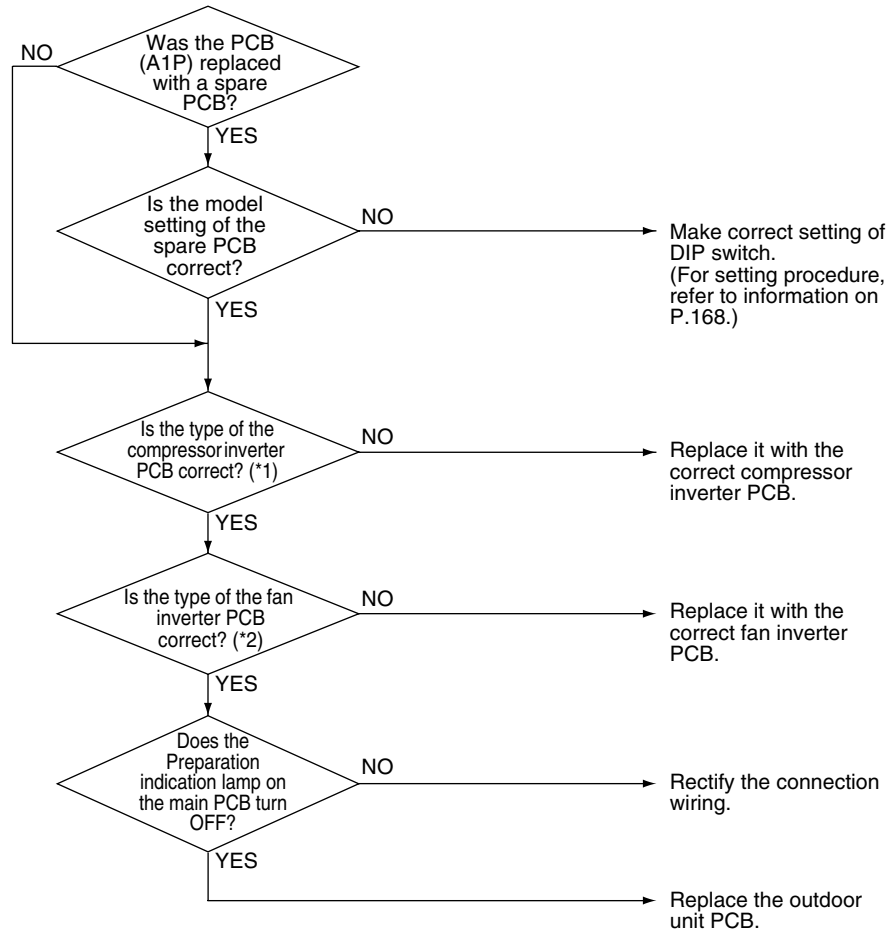 Was the PCB
NO
(A1P) replaced
with a spare
PCB?
YES
Is the model
setting of the
spare PCB
correct?
NO
Make correct setting of
DIP switch.
(For setting procedure,
refer to information on
P.168.)
YES
Is the type of the
compressor inverter
PCB correct? (*1)
NO
Replace it with the
correct compressor
inverter PCB.
YES
Is the type of the fan
inverter PCB
correct? (*2)
NO
Replace it with the
correct fan inverter
PCB.
YES
Does the
Preparation
indication lamp on
the main PCB turn
OFF?
NO
Rectify the connection
wiring.
YES
Replace the outdoor
unit PCB.